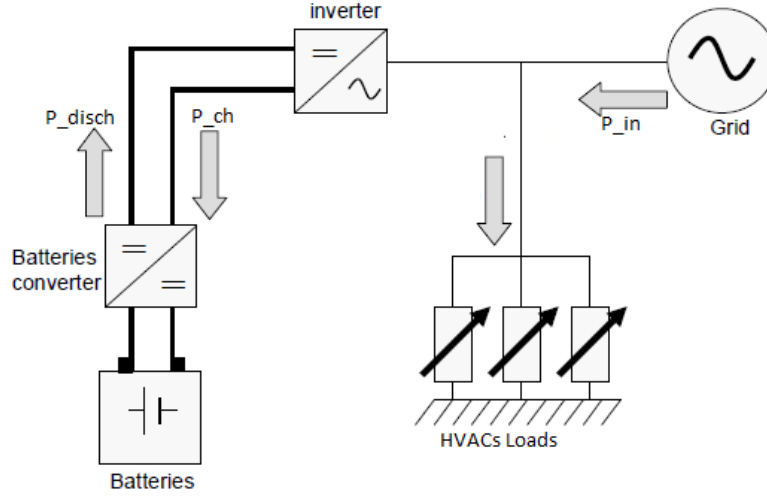 inverter
P_disch
P_ch
P_in
Grid
Batteries
converter
HVACs Loads
Batteries